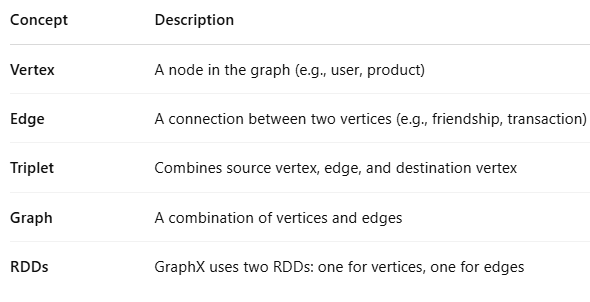 Concept Description
Vertex A node in the graph (e.g., user, product)
Edge A connection between two vertices (e.g., friendship, transaction)
Triplet Combines source vertex, edge, and destination vertex
Graph A combination of vertices and edges
RDDs GraphX uses two RDDs: one for vertices, one for edges